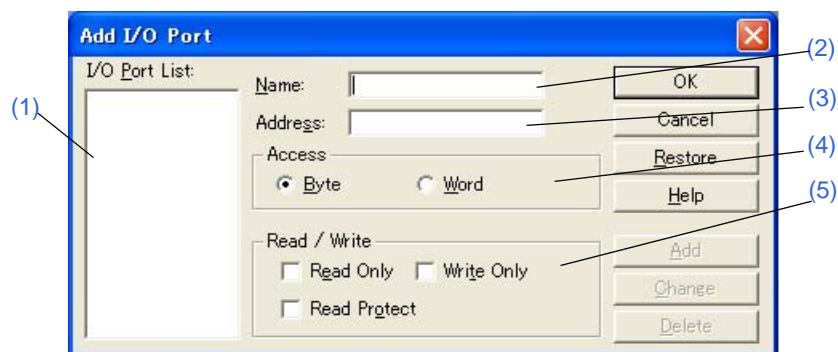 Add I/O Port
I/O Port List:
Name:
Address:
Access
Byte
Word
Read / Write
Read Only
Write Only
Read Protect
OK
Cancel
Restore
Help
Add
Change
Delete
(1)
(2)
(3)
(4)
(5)